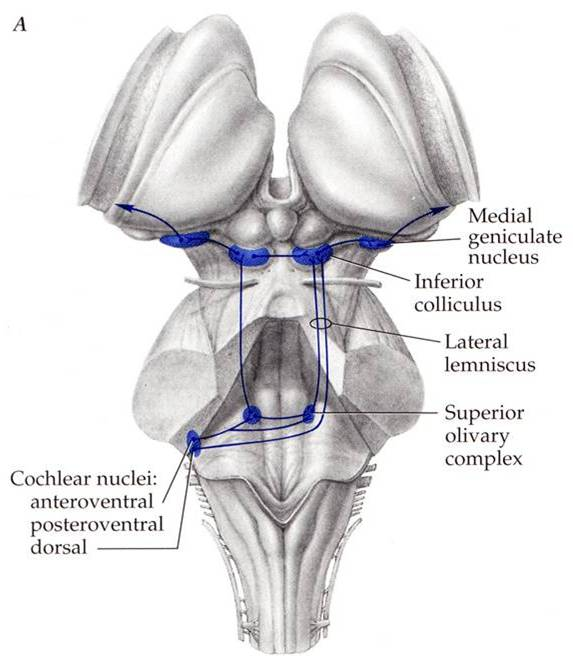 A
Medial
geniculate
nucleus
Inferior
colliculus
Lateral
lemniscus
Superior
olivary
complex
Cochlear nuclei:
anteroventral
posteroventral
dorsal